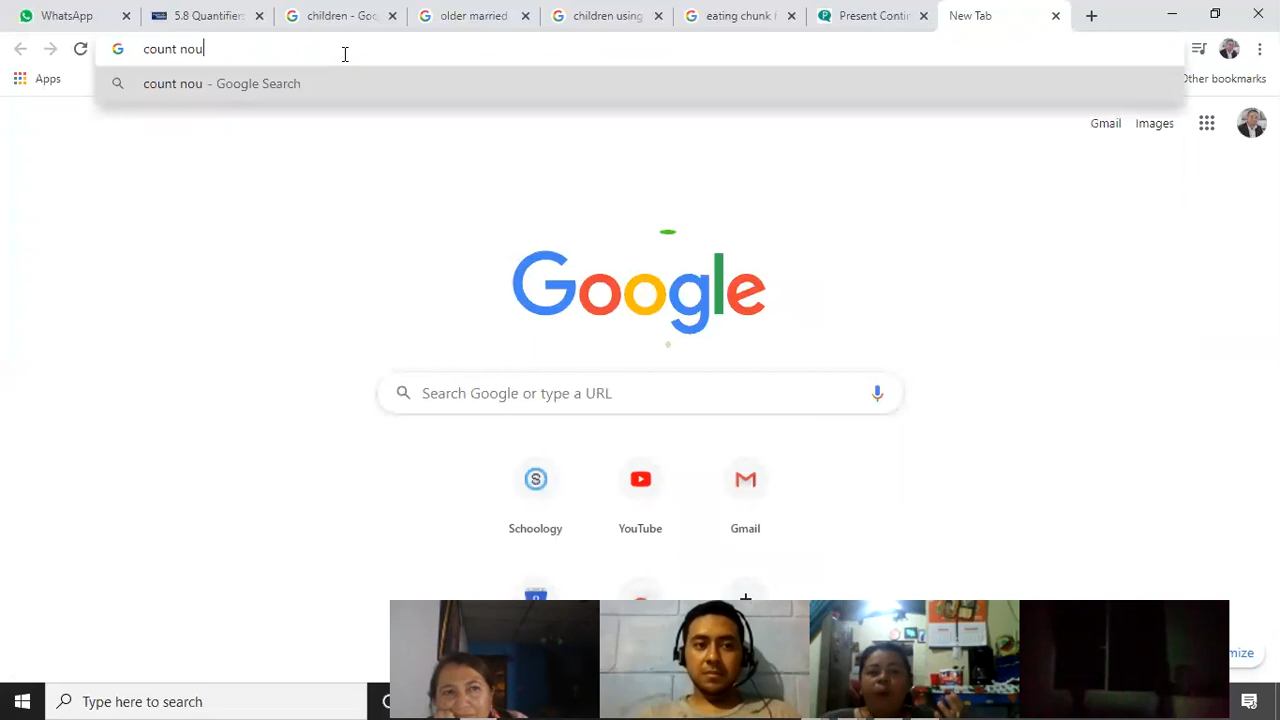 WhatsApp
5.8 Quantifier
children - Goo
older married
children using
eating chunk f
Present Contin
New Tab
count nou
Apps
Other bookmarks
count nou - Google Search
Gmail Images
Google
Search Google or type a URL
Schoology YouTube Gmail
mize
Type here to search